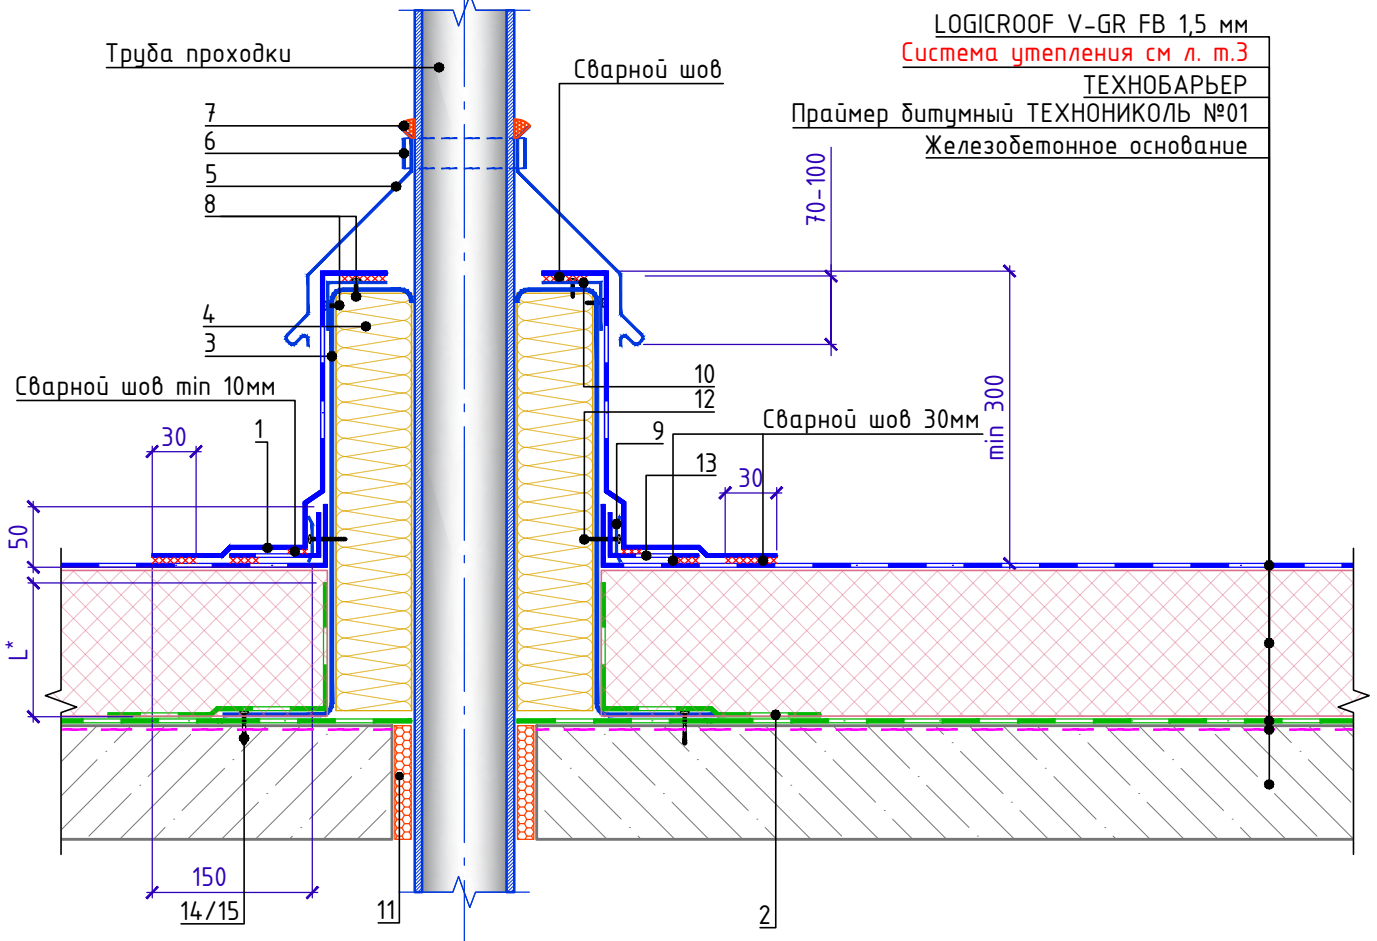 LOGICROOF V-GR FB 1,5 мм
Система утепления см л. т.3
ТЕХНОБАРЬЕР
Праймер битумный ТЕХНОНИКОЛЬ №01
Железобетонное основание
Труба проходки
Сварной шов
7
6
5
8
70-100
4
3
Сварной шов min 10мм
10
12
Сварной шов 30мм
min 300
30
1
9
13
30
50
L*
150
14/15
11
2